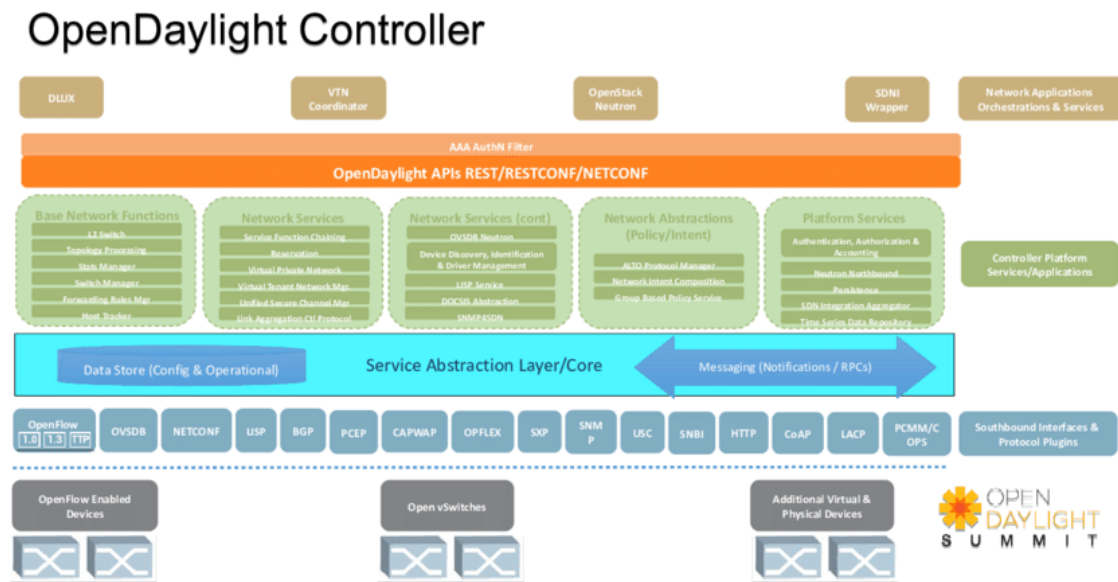 OpenDaylight Controller
DLUX
VTN
Coordinator
OpenStack
Neutron
SDNI
Wrapper
Network Applications
Orchestrations & Services
AAA AuthN Filter
OpenDaylight APIs REST/RESTCONF/NETCONF
Base Network Functions
L2 Switch
Topology Processing
Stats Manager
Switch Manager
Forwarding Rules Mgr
Host Tracker
Network Services
Service Function Chaining
Reservation
Virtual Private Network
Virtual Tenant Network Mgr.
Unified Secure Channel Mgr
Link Aggregation Ctl Protocol
Network Services (cont)
OVSDB Neutron
Device Discovery, Identification
& Driver Management
LISP Service
DOCSIS Abstraction
SNMP4SDN
Network Abstractions
(Policy/Intent)
ALTO Protocol Manager
Network Intent Composition
Group Based Policy Service
Platform Services
Authentication, Authorization &
Accounting
Neutron Northbound
Persistence
SDN Integration Aggregator
Time Series Data Repository
Controller Platform
Services/Applications
Data Store (Config & Operational)
Service Abstraction Layer/Core
Messaging (Notifications / RPCs)
OpenFlow
1.0 1.3 TTP
OVSDB
NETCONF
LISP
BGP
PCEP
CAPWAP
OPFLEX
SXP
SNM
P
USC
SNBI
HTTP
CoAP
LACP
PCMM/C
OPS
Southbound Interfaces &
Protocol Plugins
OpenFlow Enabled
Devices
Open vSwitches
Additional Virtual &
Physical Devices
OPEN
DAYLIGHT
SUMMIT